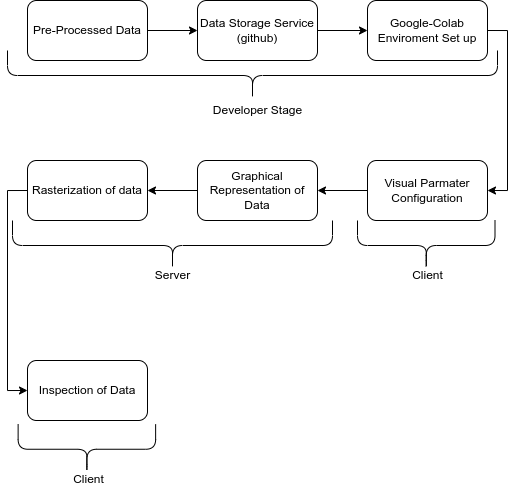 Pre-Processed Data
Data Storage Service
(github)
Google-Colab
Enviroment Set up
Developer Stage
Rasterization of data
Graphical
Representation of
Data
Visual Parmater
Configuration
Server
Client
Inspection of Data
Client